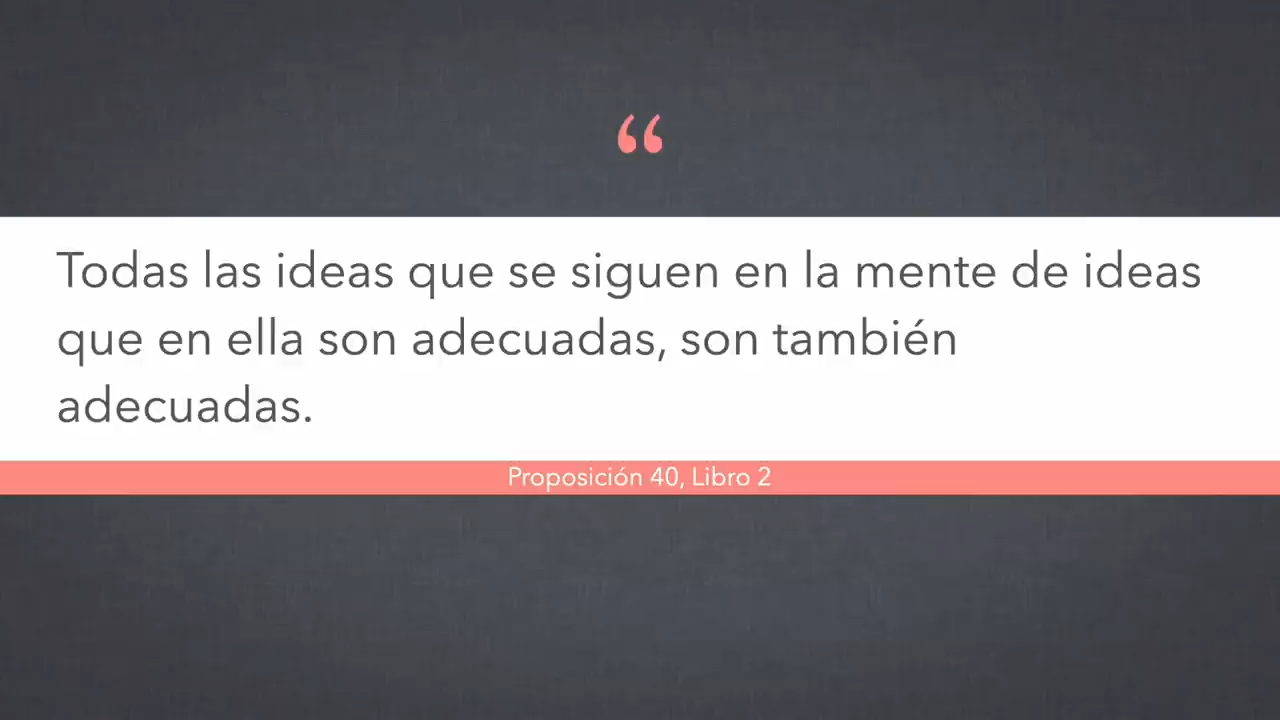 “
Todas las ideas que se siguen en la mente de ideas
que en ella son adecuadas, son también
adecuadas.
Proposición 40, Libro 2